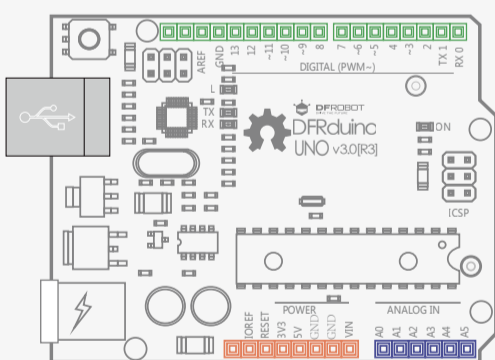 AREF
GND
13
12
~11
~10
~9
8
7
~6
~5
4
~3
2
TX 1
RX 0
DIGITAL (PWM~)
L
TX
RX
DFROBOT
DFRduino
UNO v3.0[R3]
ON
ICSP
POWER
ANALOG IN
IOREF
RESET
3V3
5V
GND
GND
VIN
A0
A1
A2
A3
A4
A5